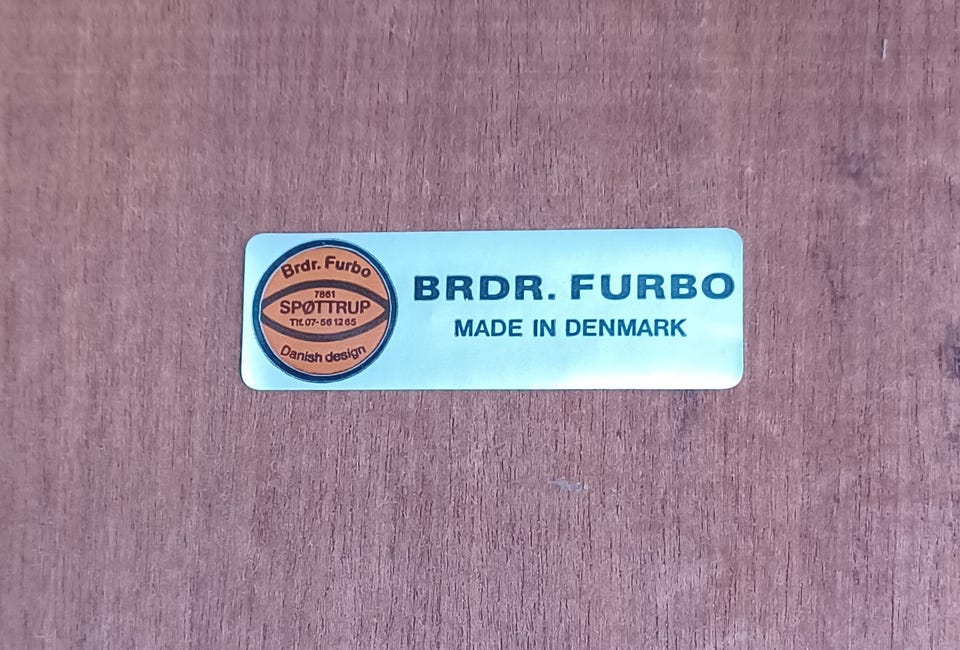 Brdr. Furbo
7861
SPØTTRUP
Tlf. 07-56 12 65
Danish design
BRDR. FURBO
MADE IN DENMARK